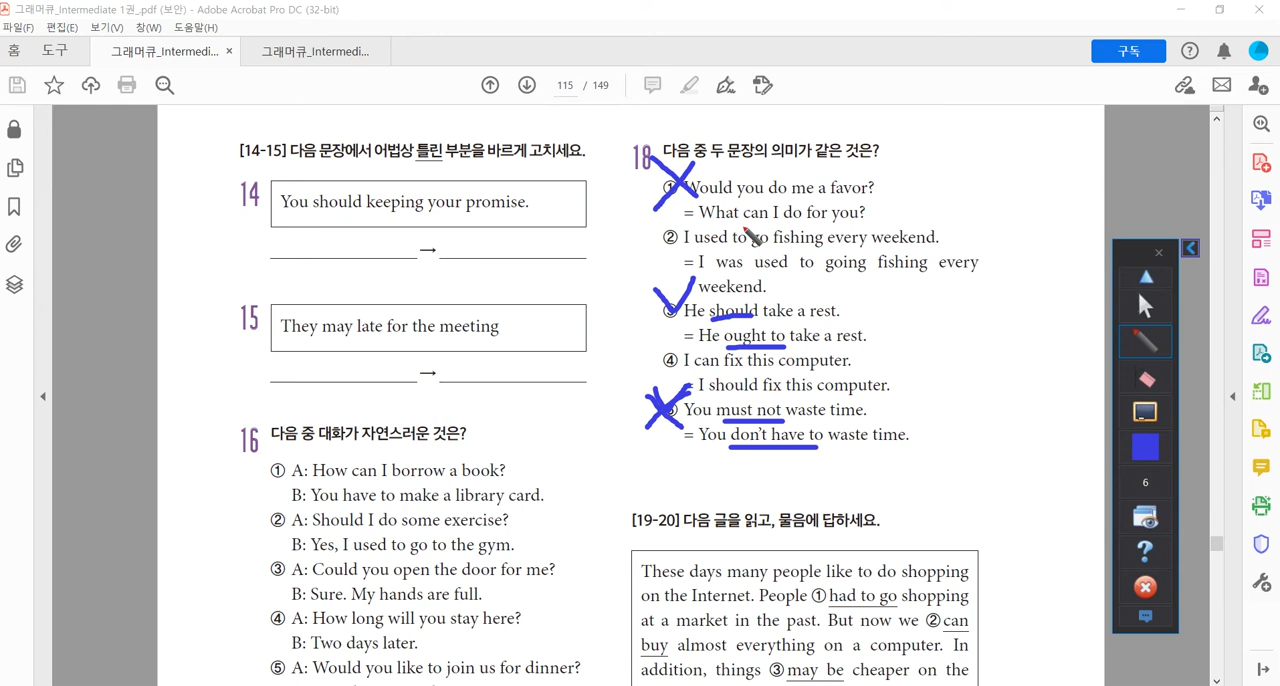 그래머큐_Intermediate 1권_.pdf (보안) - Adobe Acrobat Pro DC (32-bit)
파일(F) 편집(E) 보기(V) 창(W) 도움말(H)
홈 도구 그래머큐_Intermedi... × 그래머큐_Intermedi... 구독
115 / 149
[14-15] 다음 문장에서 어법상 틀린 부분을 바르게 고치세요.
14
You should keeping your promise.
→
15
They may late for the meeting
→
16 다음 중 대화가 자연스러운 것은?
① A: How can I borrow a book?
B: You have to make a library card.
② A: Should I do some exercise?
B: Yes, I used to go to the gym.
③ A: Could you open the door for me?
B: Sure. My hands are full.
④ A: How long will you stay here?
B: Two days later.
⑤ A: Would you like to join us for dinner?
18 다음 중 두 문장의 의미가 같은 것은?
① Would you do me a favor?
= What can I do for you?
② I used to go fishing every weekend.
= I was used to going fishing every
weekend.
③ He should take a rest.
= He ought to take a rest.
④ I can fix this computer.
= I should fix this computer.
⑤ You must not waste time.
= You don't have to waste time.
[19-20] 다음 글을 읽고, 물음에 답하세요.
These days many people like to do shopping
on the Internet. People ① had to go shopping
at a market in the past. But now we ② can
buy almost everything on a computer. In
addition, things ③ may be cheaper on the
6